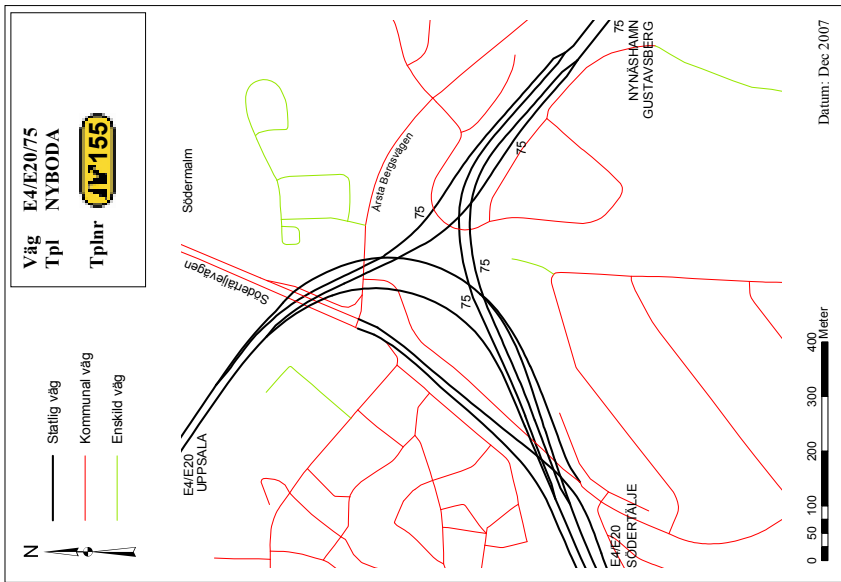 Väg E4/E20/75
Tpl NYBODA
Tplnr 155
N
Statlig väg
Kommunal väg
Enskild väg
E4/E20
UPPSALA
Södertäljevägen
Södermalm
Årsta Bergsvägen
75
75
75
75
75
NYNÄSHAMN
GUSTAVSBERG
E4/E20
SÖDERTÄLJE
0 50 100 200 300 400
Meter
Datum: Dec 2007